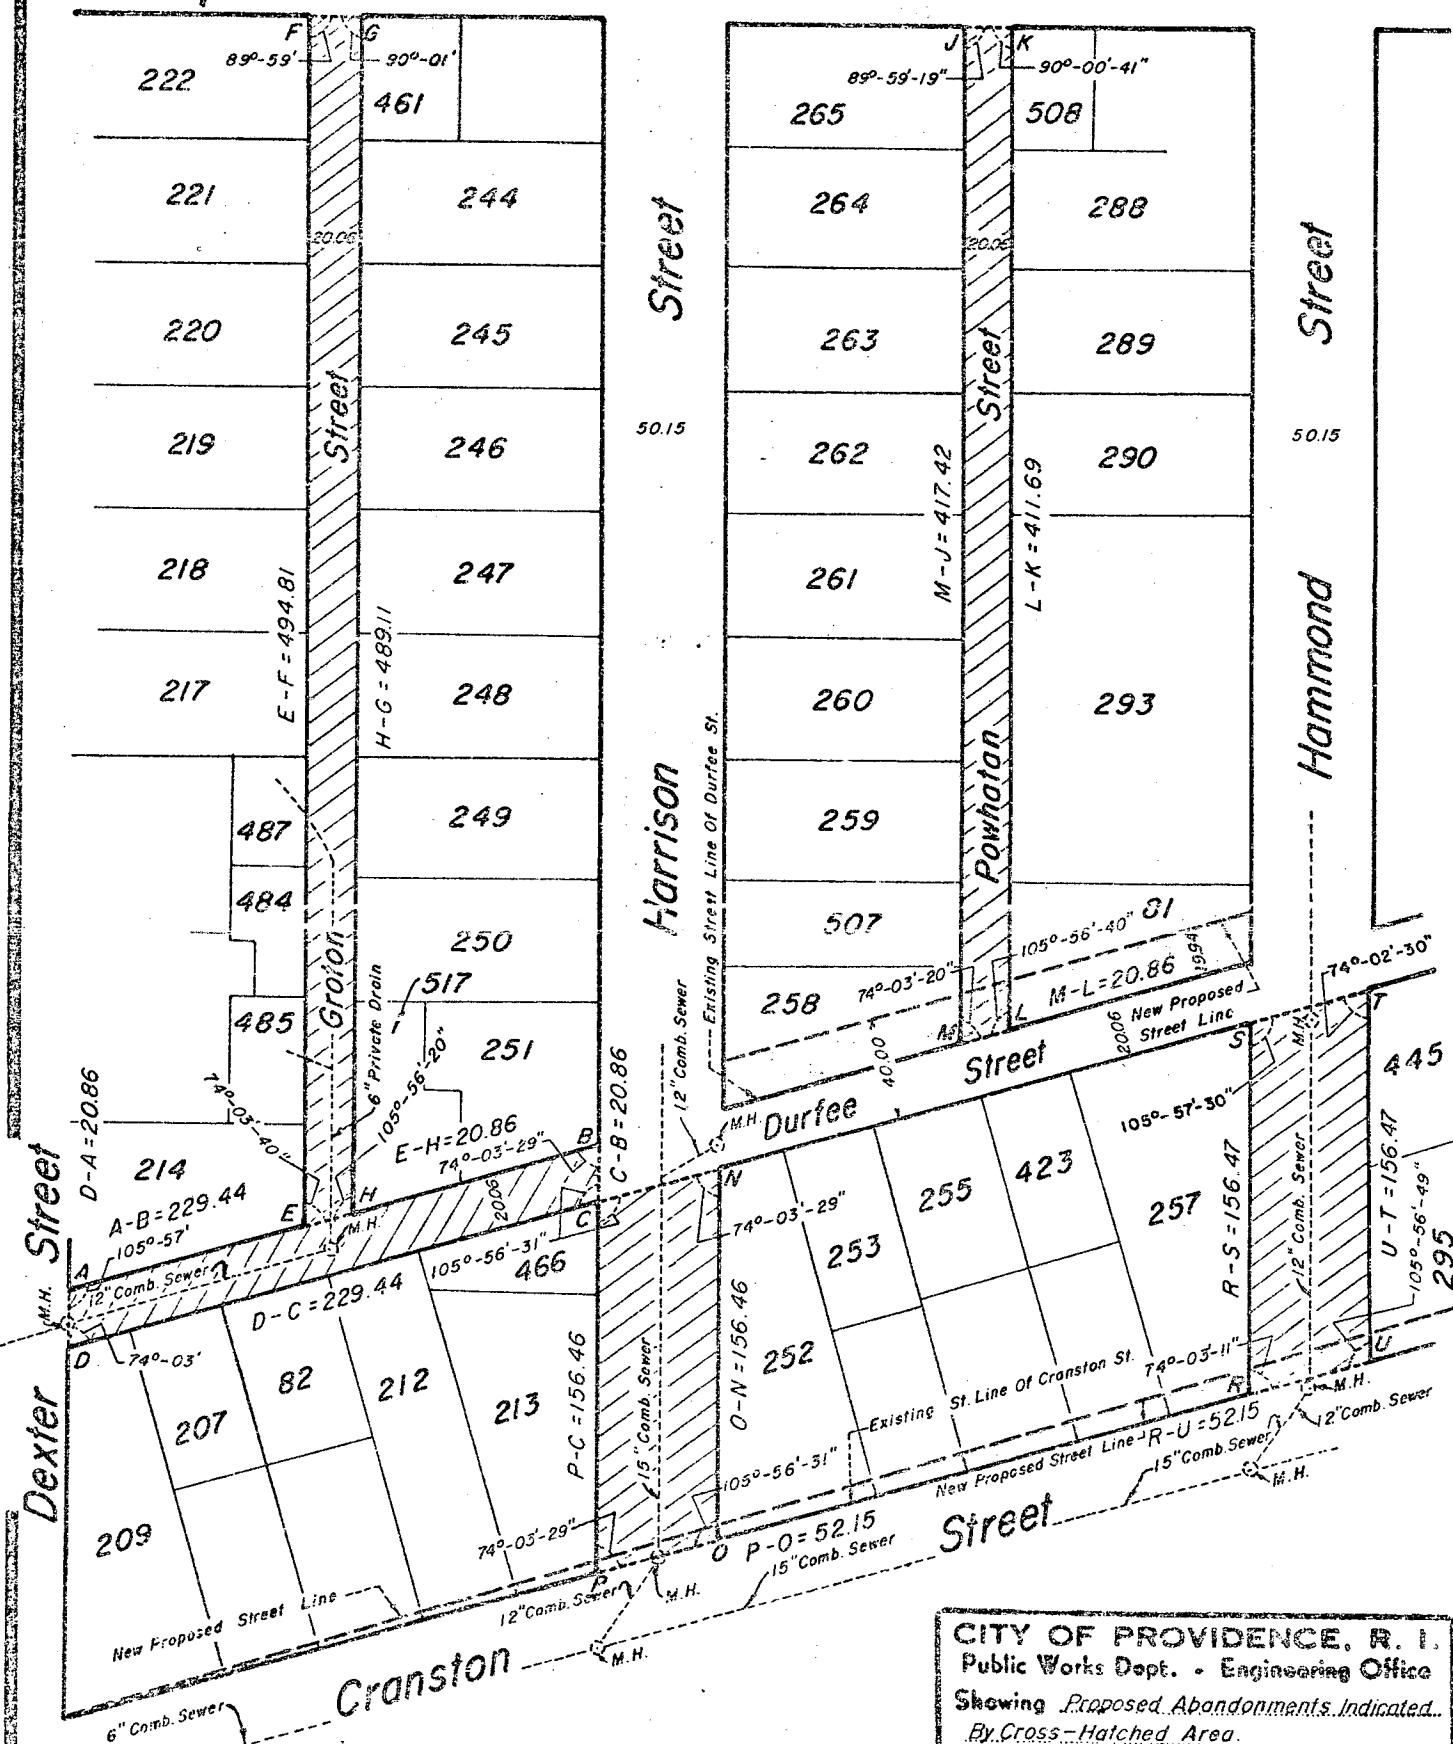 F
G
89°-59'
90°-01'
222
461
221
244
20.06
220
245
219
246
218
247
217
248
487
249
484
250
485
517
251
214
Street
Groton
E-F = 494.81
H-G = 489.11
6" Private Drain
74°-03'-40"
105°-56'-20"
E-H = 20.86
74°-03'-29"
B
20.06
E
H
M.H.
D-A = 20.86
A-B = 229.44
105°-57'
A
12" Comb. Sewer
D-C = 229.44
105°-56'-31"
C
466
D
74°-03'
M.H.
Dexter Street
207
82
212
213
209
P-C = 156.46
74°-03'-29"
P
New Proposed Street Line
6" Comb. Sewer
Cranston Street
Harrison Street
50.15
12" Comb. Sewer
Existing Street Line Of Durfee St.
C-B = 20.86
M.H.
Durfee Street
J
K
89°-59'-19"
90°-00'-41"
265
508
264
288
20.06
263
289
262
290
261
260
293
259
507
81
258
Powhatan Street
M-J = 417.42
L-K = 411.69
74°-03'-20"
105°-56'-40"
19.94
M-L = 20.86
M
L
40.00
20.06
New Proposed
Street Line
Hammond Street
50.15
74°-02'-30"
M.H.
S
T
445
105°-57'-30"
N
74°-03'-29"
253
255
423
257
252
R-S = 156.47
12" Comb. Sewer
U-T = 156.47
105°-56'-49"
295
15" Comb. Sewer
O-N = 156.46
105°-56'-31"
Existing St. Line Of Cranston St.
74°-03'-11"
R
U
M.H.
R-U = 52.15
12" Comb. Sewer
New Proposed Street Line
15" Comb. Sewer
M.H.
O
P-O = 52.15
15" Comb. Sewer
12" Comb. Sewer
M.H.
M.H.
CITY OF PROVIDENCE, R. I.
Public Works Dept. - Engineering Office
Showing Proposed Abandonments Indicated
By Cross-Hatched Area.